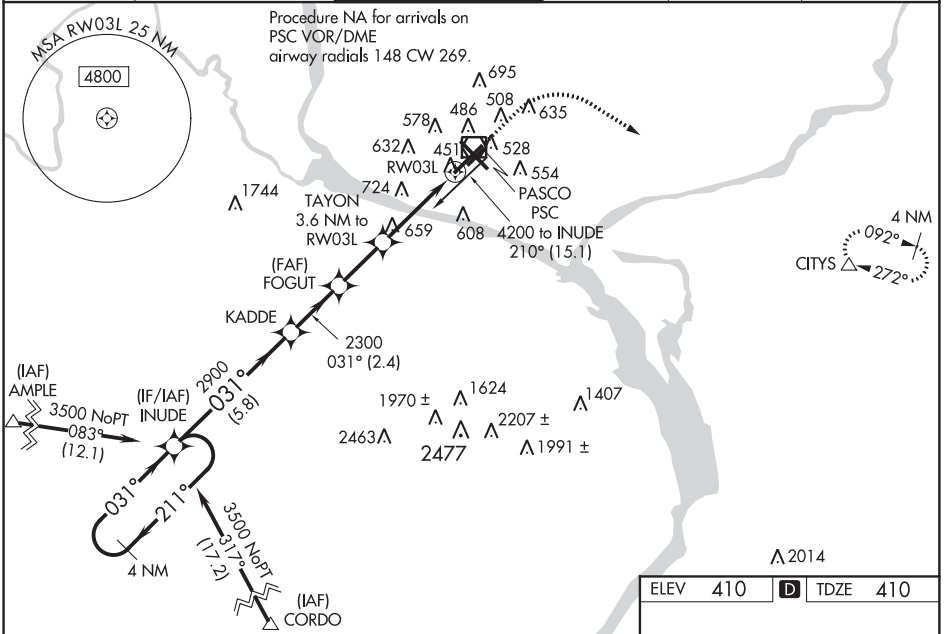 MSA RW03L 25 NM
4800
Procedure NA for arrivals on
PSC VOR/DME
airway radials 148 CW 269.
695
508
635
486
578
632
451
528
RW03L
554
PASCO
PSC
1744
724
TAYON
3.6 NM to
RW03L
659
608
4200 to INUDE
210° (15.1)
4 NM
092°
CITYS
272°
(FAF)
FOGUT
KADDE
2300
031° (2.4)
2900
031°
(5.8)
(IAF)
AMPLE
3500 NoPT
083°
(12.1)
(IF/IAF)
INUDE
1624
1970 ±
1407
2463
2207 ±
2477
1991 ±
031°
211°
4 NM
3500 NoPT
317°
(17.2)
(IAF)
CORDO
2014
ELEV 410 D TDZE 410